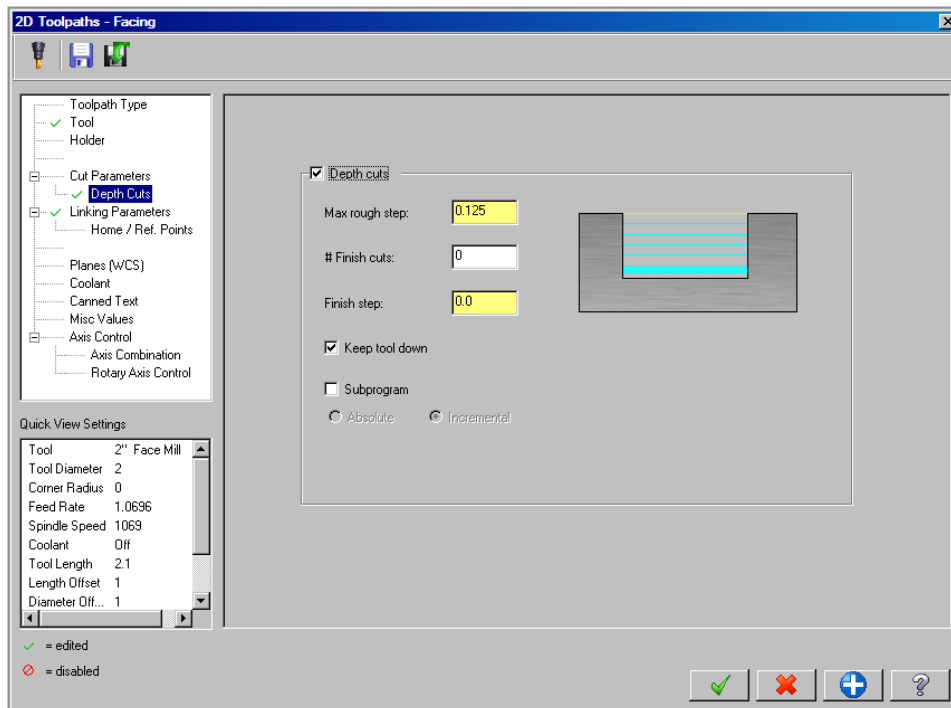 2D Toolpaths - Facing
Toolpath Type
Tool
Holder
Cut Parameters
Depth Cuts
Linking Parameters
Home / Ref. Points
Planes (WCS)
Coolant
Canned Text
Misc Values
Axis Control
Axis Combination
Rotary Axis Control
Depth cuts
Max rough step: 0.125
# Finish cuts: 0
Finish step: 0.0
Keep tool down
Subprogram
Absolute Incremental
Quick View Settings
Tool 2" Face Mill
Tool Diameter 2
Corner Radius 0
Feed Rate 1.0696
Spindle Speed 1069
Coolant Off
Tool Length 2.1
Length Offset 1
Diameter Off... 1
= edited
= disabled